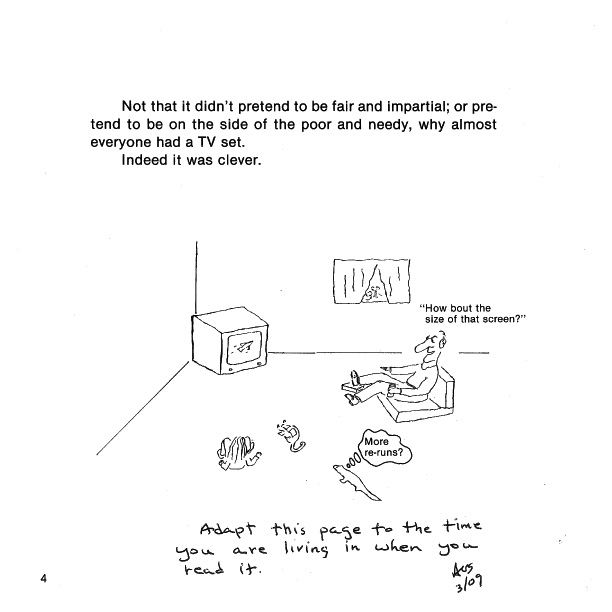 Not that it didn't pretend to be fair and impartial; or pre-
tend to be on the side of the poor and needy, why almost
everyone had a TV set.
Indeed it was clever.
"How bout the
size of that screen?"
More
re-runs?
Adapt this page to the time
you are living in when you
read it.
3/09
4